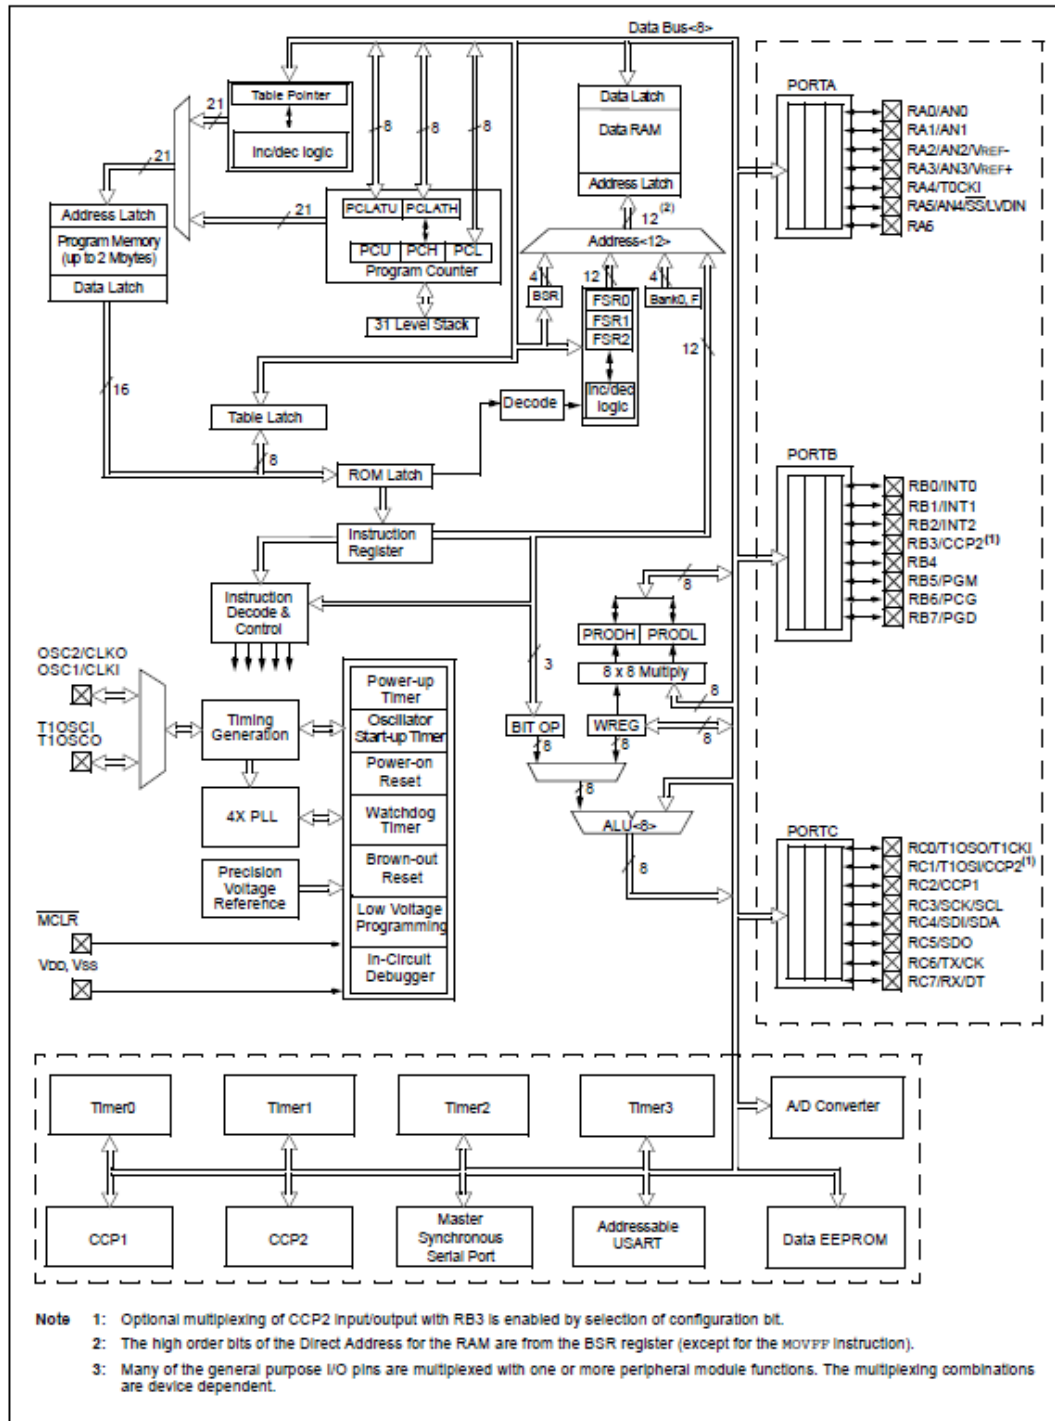 Data Bus<8>
PORTA
Table Pointer
Inc/dec logic
21
21
8
8
8
Data Latch
Data RAM
Address Latch
12(2)
Address<12>
RA0/AN0
RA1/AN1
RA2/AN2/VREF-
RA3/AN3/VREF+
RA4/T0CKI
RA5/AN4/SS/LVDIN
RA6
Address Latch
Program Memory
(up to 2 Mbytes)
Data Latch
21
PCLATU
PCLATH
PCU
PCH
PCL
Program Counter
31 Level Stack
4
12
4
BSR
FSR0
FSR1
FSR2
Bank0, F
12
inc/dec
logic
Decode
16
Table Latch
8
ROM Latch
Instruction
Register
PORTB
RB0/INT0
RB1/INT1
RB2/INT2
RB3/CCP2(1)
RB4
RB5/PGM
RB6/PCG
RB7/PGD
Instruction
Decode &
Control
8
PRODH
PRODL
8 x 8 Multiply
3
8
BIT OP
WREG
8
8
8
8
ALU<8>
8
OSC2/CLKO
OSC1/CLKI
T1OSCI
T1OSCO
Timing
Generation
4X PLL
Precision
Voltage
Reference
MCLR
VDD, VSS
Power-up
Timer
Oscillator
Start-up Timer
Power-on
Reset
Watchdog
Timer
Brown-out
Reset
Low Voltage
Programming
In-Circuit
Debugger
PORTC
RC0/T1OSO/T1CKI
RC1/T1OSI/CCP2(1)
RC2/CCP1
RC3/SCK/SCL
RC4/SDI/SDA
RC5/SDO
RC6/TX/CK
RC7/RX/DT
Timer0
Timer1
Timer2
Timer3
A/D Converter
CCP1
CCP2
Master
Synchronous
Serial Port
Addressable
USART
Data EEPROM
Note 1: Optional multiplexing of CCP2 input/output with RB3 is enabled by selection of configuration bit.
2: The high order bits of the Direct Address for the RAM are from the BSR register (except for the MOVFF instruction).
3: Many of the general purpose I/O pins are multiplexed with one or more peripheral module functions. The multiplexing combinations
are device dependent.